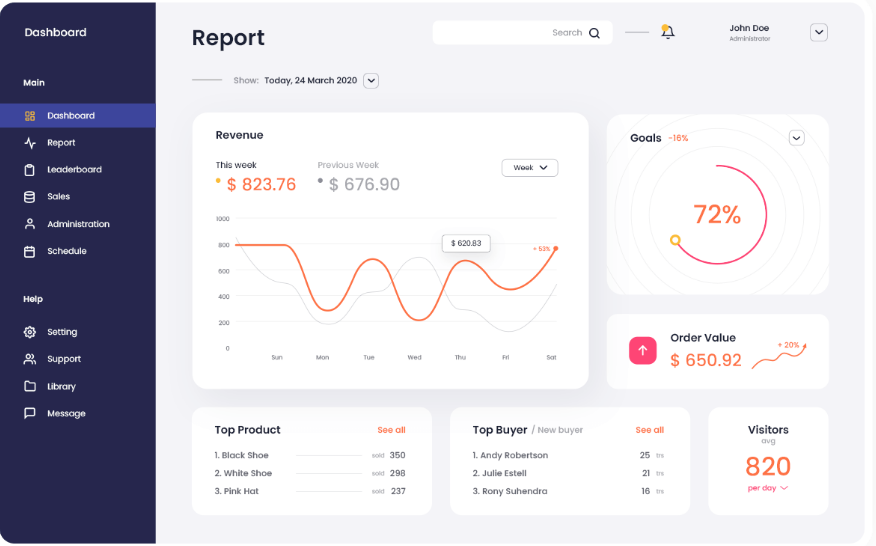 Dashboard
Main
Dashboard
Report
Leaderboard
Sales
Administration
Schedule
Help
Setting
Support
Library
Message
Report
Search
John Doe
Administrator
Show: Today, 24 March 2020
Revenue
This week
$ 823.76
Previous Week
$ 676.90
Week
1000
800
600
400
200
0
$ 620.83
+ 53%
Sun Mon Tue Wed Thu Fri Sat
Goals -16%
72%
Order Value
$ 650.92
+ 20%
Top Product See all
1. Black Shoe sold 350
2. White Shoe sold 298
3. Pink Hat sold 237
Top Buyer / New buyer See all
1. Andy Robertson 25 trs
2. Julie Estell 21 trs
3. Rony Suhendra 16 trs
Visitors
avg
820
per day